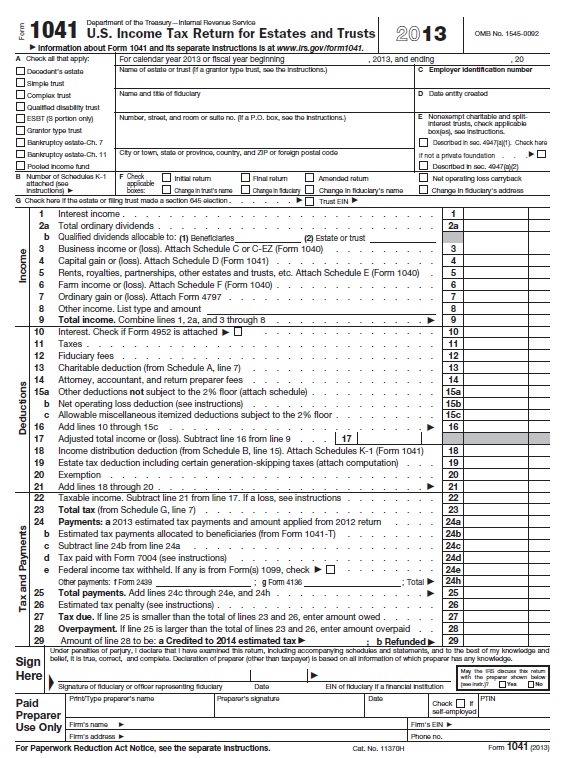 Form 1041 Department of the Treasury—Internal Revenue Service
U.S. Income Tax Return for Estates and Trusts 2013 OMB No. 1545-0092
▶ Information about Form 1041 and its separate instructions is at www.irs.gov/form1041.
A Check all that apply: For calendar year 2013 or fiscal year beginning , 2013, and ending , 20
Decedent's estate Name of estate or trust (If a grantor type trust, see the instructions.) C Employer identification number
Simple trust
Complex trust Name and title of fiduciary D Date entity created
Qualified disability trust
ESBT (S portion only) Number, street, and room or suite no. (If a P.O. box, see the instructions.) E Nonexempt charitable and split-interest trusts, check applicable box(es), see instructions.
Grantor type trust
Bankruptcy estate-Ch. 7 Described in sec. 4947(a)(1). Check here if not a private foundation . . ▶
Bankruptcy estate-Ch. 11 City or town, state or province, country, and ZIP or foreign postal code
Pooled income fund Described in sec. 4947(a)(2)
B Number of Schedules K-1 attached (see instructions) ▶ F Check applicable boxes: Initial return Final return Amended return Net operating loss carryback
Change in trust's name Change in fiduciary Change in fiduciary's name Change in fiduciary's address
G Check here if the estate or filing trust made a section 645 election . . . . . . ▶ Trust EIN ▶
Income
1 Interest income . . . 1
2a Total ordinary dividends . . . 2a
b Qualified dividends allocable to: (1) Beneficiaries (2) Estate or trust
3 Business income or (loss). Attach Schedule C or C-EZ (Form 1040) . . . 3
4 Capital gain or (loss). Attach Schedule D (Form 1041) . . . 4
5 Rents, royalties, partnerships, other estates and trusts, etc. Attach Schedule E (Form 1040) . 5
6 Farm income or (loss). Attach Schedule F (Form 1040) . . . 6
7 Ordinary gain or (loss). Attach Form 4797 . . . 7
8 Other income. List type and amount 8
9 Total income. Combine lines 1, 2a, and 3 through 8 . . . ▶ 9
Deductions
10 Interest. Check if Form 4952 is attached ▶ . . . 10
11 Taxes . . . 11
12 Fiduciary fees . . . 12
13 Charitable deduction (from Schedule A, line 7) . . . 13
14 Attorney, accountant, and return preparer fees . . . 14
15a Other deductions not subject to the 2% floor (attach schedule) . . . 15a
b Net operating loss deduction (see instructions) . . . 15b
c Allowable miscellaneous itemized deductions subject to the 2% floor . . . 15c
16 Add lines 10 through 15c . . . ▶ 16
17 Adjusted total income or (loss). Subtract line 16 from line 9 . . . 17
18 Income distribution deduction (from Schedule B, line 15). Attach Schedules K-1 (Form 1041) 18
19 Estate tax deduction including certain generation-skipping taxes (attach computation) . . 19
20 Exemption . . . 20
21 Add lines 18 through 20 . . . ▶ 21
Tax and Payments
22 Taxable income. Subtract line 21 from line 17. If a loss, see instructions . . . 22
23 Total tax (from Schedule G, line 7) . . . 23
24 Payments: a 2013 estimated tax payments and amount applied from 2012 return . . . 24a
b Estimated tax payments allocated to beneficiaries (from Form 1041-T) . . . 24b
c Subtract line 24b from line 24a . . . 24c
d Tax paid with Form 7004 (see instructions) . . . 24d
e Federal income tax withheld. If any is from Form(s) 1099, check ▶ . . . 24e
Other payments: f Form 2439 ; g Form 4136 ; Total ▶ 24h
25 Total payments. Add lines 24c through 24e, and 24h . . . ▶ 25
26 Estimated tax penalty (see instructions) . . . 26
27 Tax due. If line 25 is smaller than the total of lines 23 and 26, enter amount owed . . . 27
28 Overpayment. If line 25 is larger than the total of lines 23 and 26, enter amount overpaid . . 28
29 Amount of line 28 to be: a Credited to 2014 estimated tax ▶ ; b Refunded ▶ 29
Sign Here
Under penalties of perjury, I declare that I have examined this return, including accompanying schedules and statements, and to the best of my knowledge and
belief, it is true, correct, and complete. Declaration of preparer (other than taxpayer) is based on all information of which preparer has any knowledge.
Signature of fiduciary or officer representing fiduciary Date EIN of fiduciary if a financial institution
May the IRS discuss this return with the preparer shown below (see instr.)? Yes No
Paid Preparer Use Only
Print/Type preparer's name Preparer's signature Date Check if self-employed PTIN
Firm's name ▶ Firm's EIN ▶
Firm's address ▶ Phone no.
For Paperwork Reduction Act Notice, see the separate instructions. Cat. No. 11370H Form 1041 (2013)